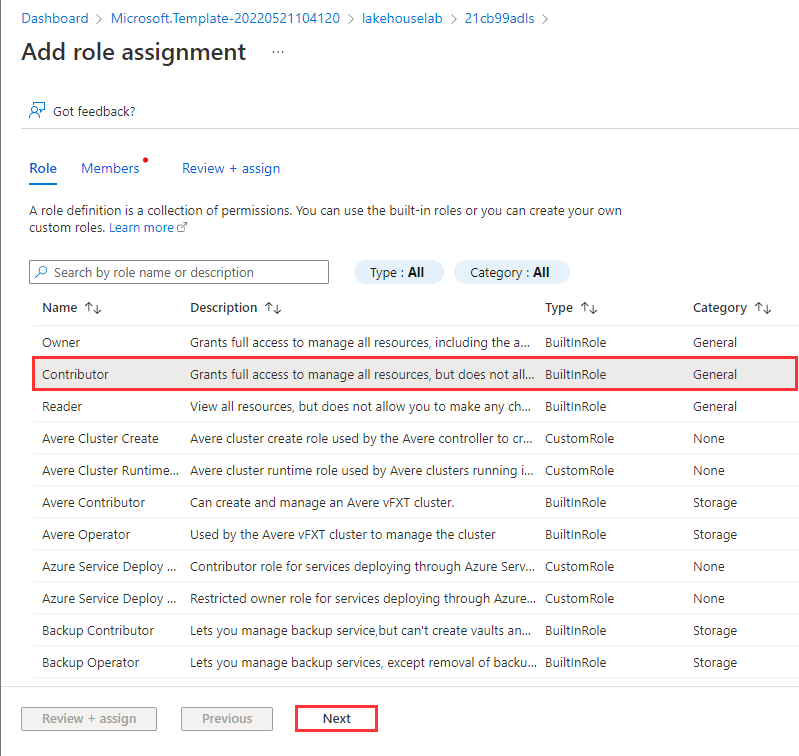 Dashboard > Microsoft.Template-20220521104120 > lakehouselab > 21cb99adls >
Add role assignment ...
Got feedback?
Role Members Review + assign
A role definition is a collection of permissions. You can use the built-in roles or you can create your own
custom roles. Learn more
Search by role name or description Type : All Category : All
Name ↑↓ Description ↑↓ Type ↑↓ Category ↑↓
Owner Grants full access to manage all resources, including the a... BuiltInRole General
Contributor Grants full access to manage all resources, but does not all... BuiltInRole General
Reader View all resources, but does not allow you to make any ch... BuiltInRole General
Avere Cluster Create Avere cluster create role used by the Avere controller to cr... CustomRole None
Avere Cluster Runtime... Avere cluster runtime role used by Avere clusters running i... CustomRole None
Avere Contributor Can create and manage an Avere vFXT cluster. BuiltInRole Storage
Avere Operator Used by the Avere vFXT cluster to manage the cluster BuiltInRole Storage
Azure Service Deploy ... Contributor role for services deploying through Azure Serv... CustomRole None
Azure Service Deploy ... Restricted owner role for services deploying through Azure... CustomRole None
Backup Contributor Lets you manage backup service,but can't create vaults an... BuiltInRole Storage
Backup Operator Lets you manage backup services, except removal of backu... BuiltInRole Storage
Review + assign Previous Next